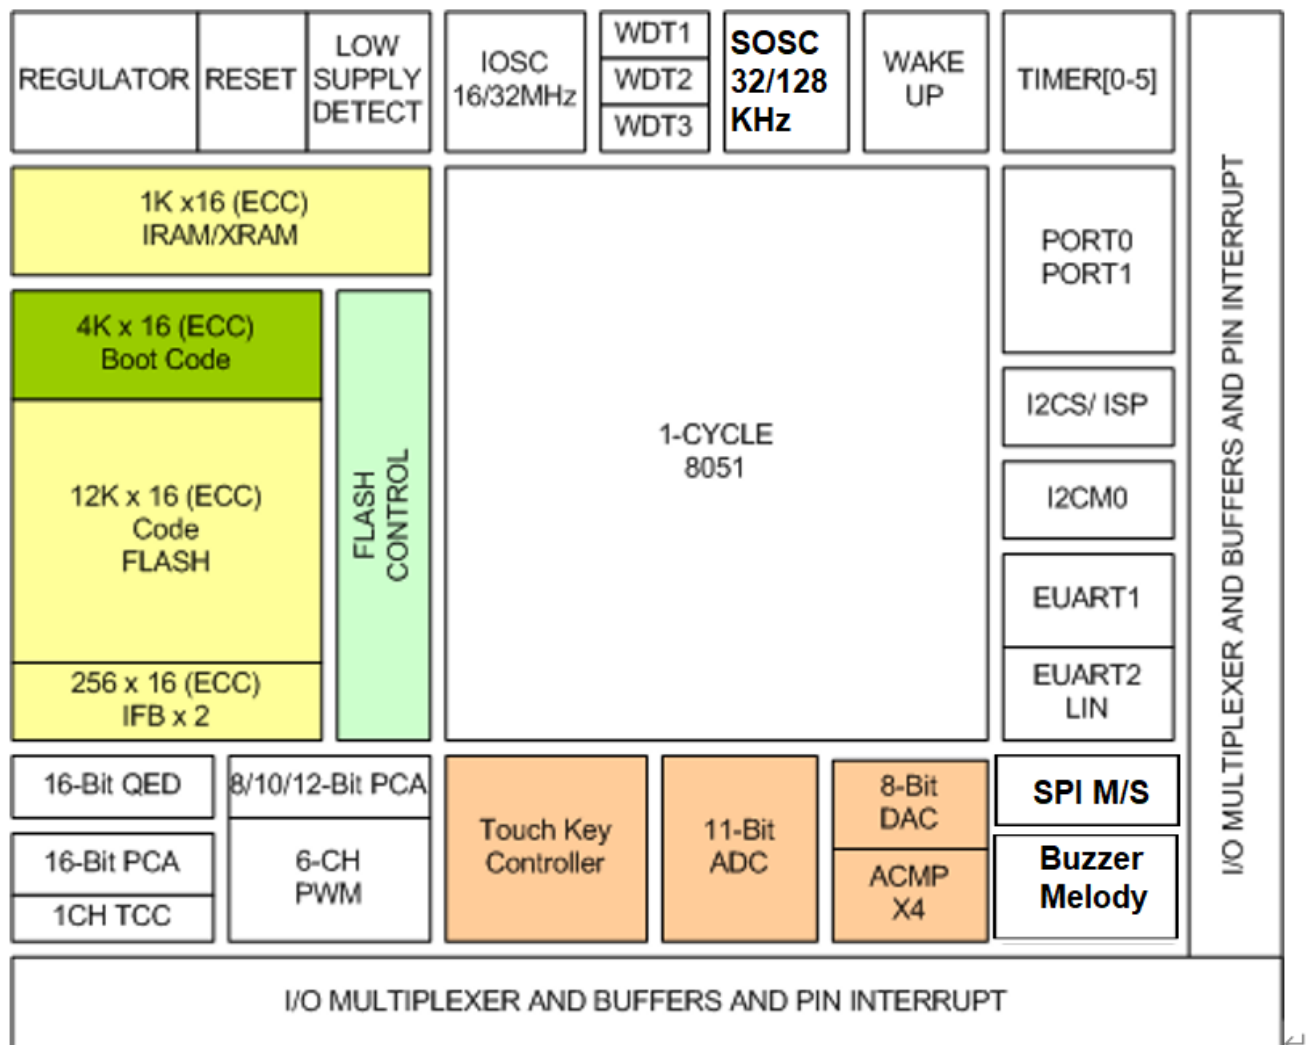 REGULATOR
RESET
LOW
SUPPLY
DETECT
IOSC
16/32MHz
WDT1
WDT2
WDT3
SOSC
32/128
KHz
WAKE
UP
TIMER[0-5]
1K x16 (ECC)
IRAM/XRAM
4K x 16 (ECC)
Boot Code
12K x 16 (ECC)
Code
FLASH
256 x 16 (ECC)
IFB x 2
FLASH
CONTROL
1-CYCLE
8051
PORT0
PORT1
I2CS/ ISP
I2CM0
EUART1
EUART2
LIN
I/O MULTIPLEXER AND BUFFERS AND PIN INTERRUPT
16-Bit QED
8/10/12-Bit PCA
16-Bit PCA
1CH TCC
6-CH
PWM
Touch Key
Controller
11-Bit
ADC
8-Bit
DAC
ACMP
X4
SPI M/S
Buzzer
Melody
I/O MULTIPLEXER AND BUFFERS AND PIN INTERRUPT